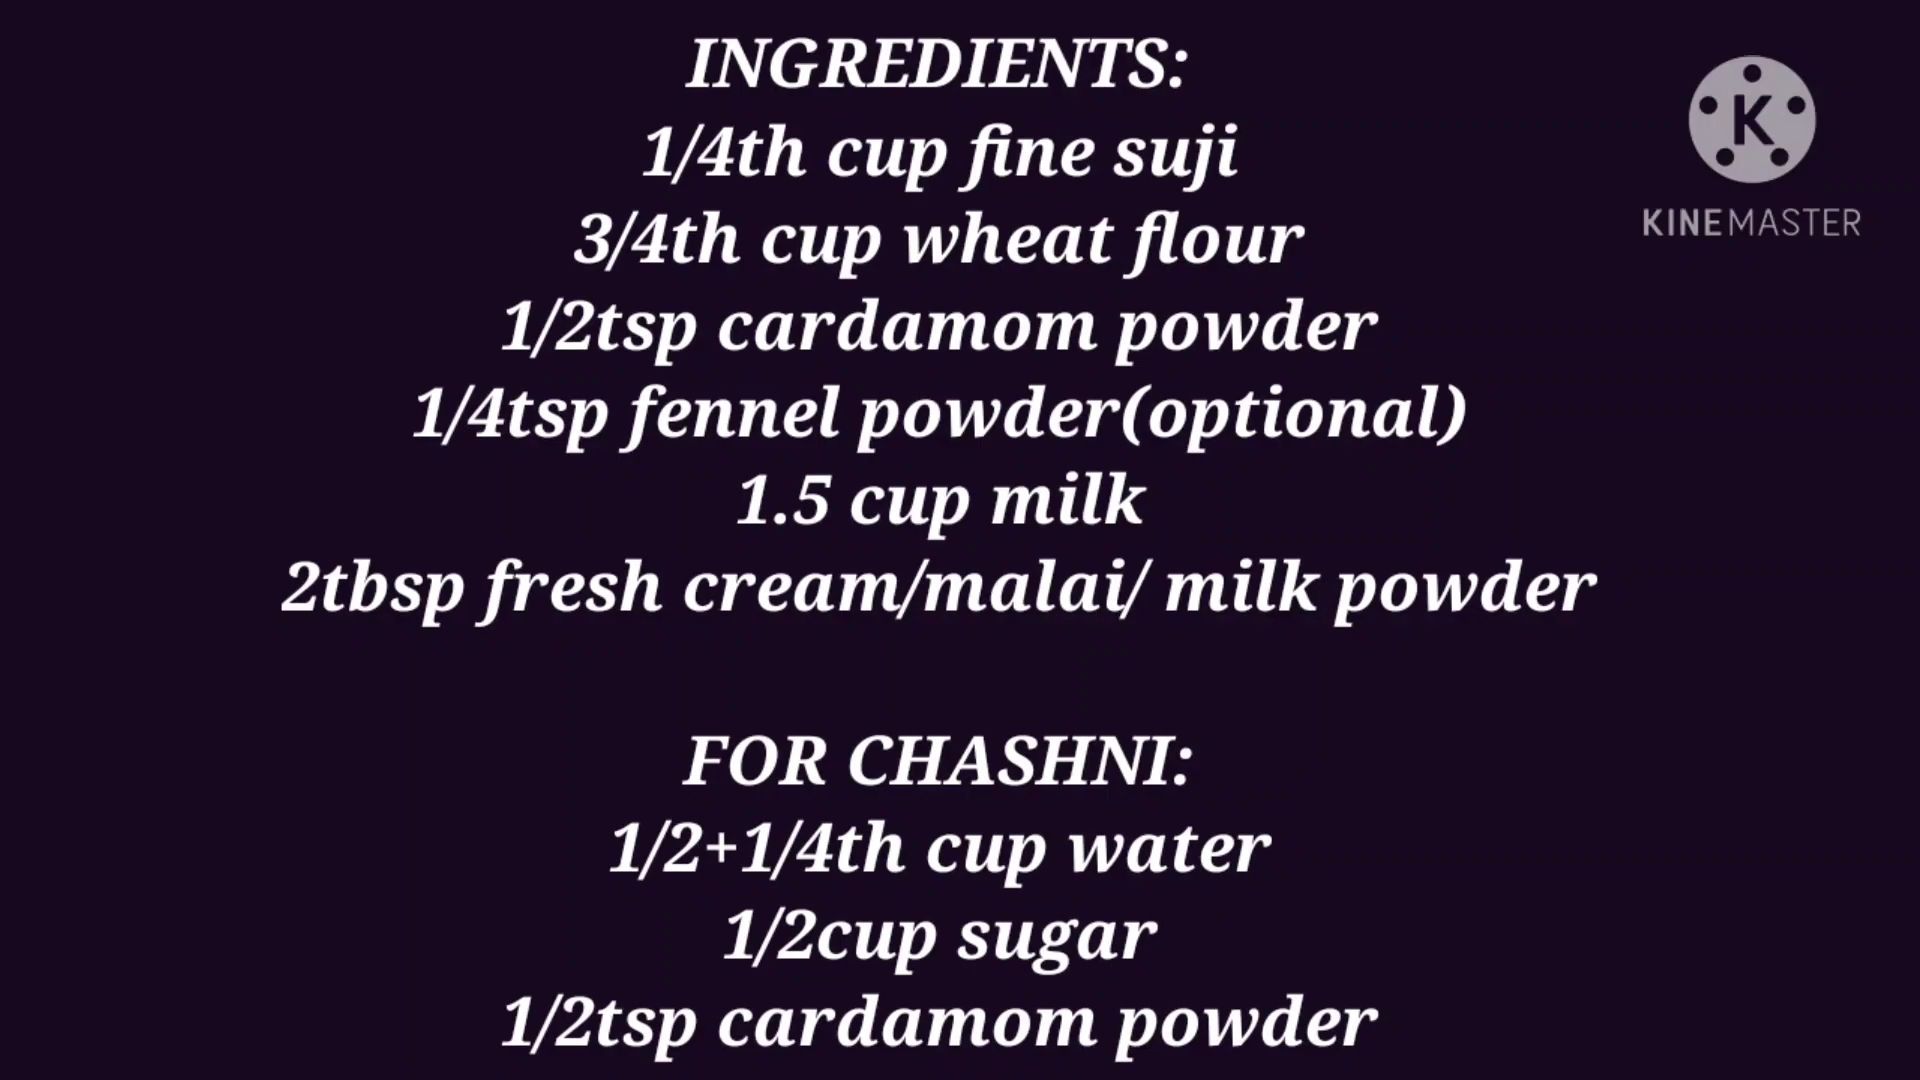 INGREDIENTS:
1/4th cup fine suji
3/4th cup wheat flour
1/2tsp cardamom powder
1/4tsp fennel powder(optional)
1.5 cup milk
2tbsp fresh cream/malai/ milk powder
FOR CHASHNI:
1/2+1/4th cup water
1/2cup sugar
1/2tsp cardamom powder
K
KINEMASTER